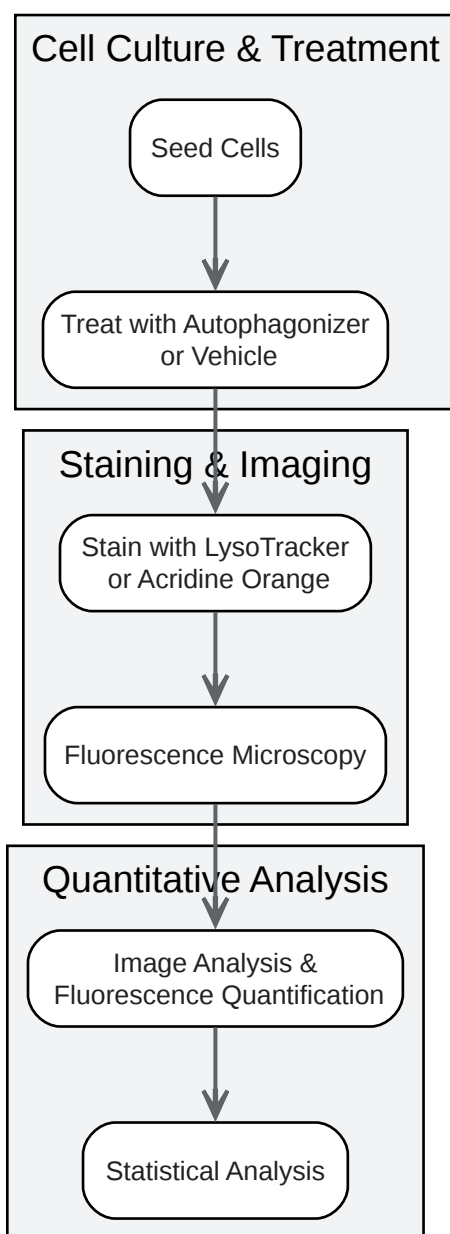 Cell Culture & Treatment
Seed Cells
Treat with Autophagonizer
or Vehicle
Staining & Imaging
Stain with LysoTracker
or Acridine Orange
Fluorescence Microscopy
Quantitative Analysis
Image Analysis &
Fluorescence Quantification
Statistical Analysis